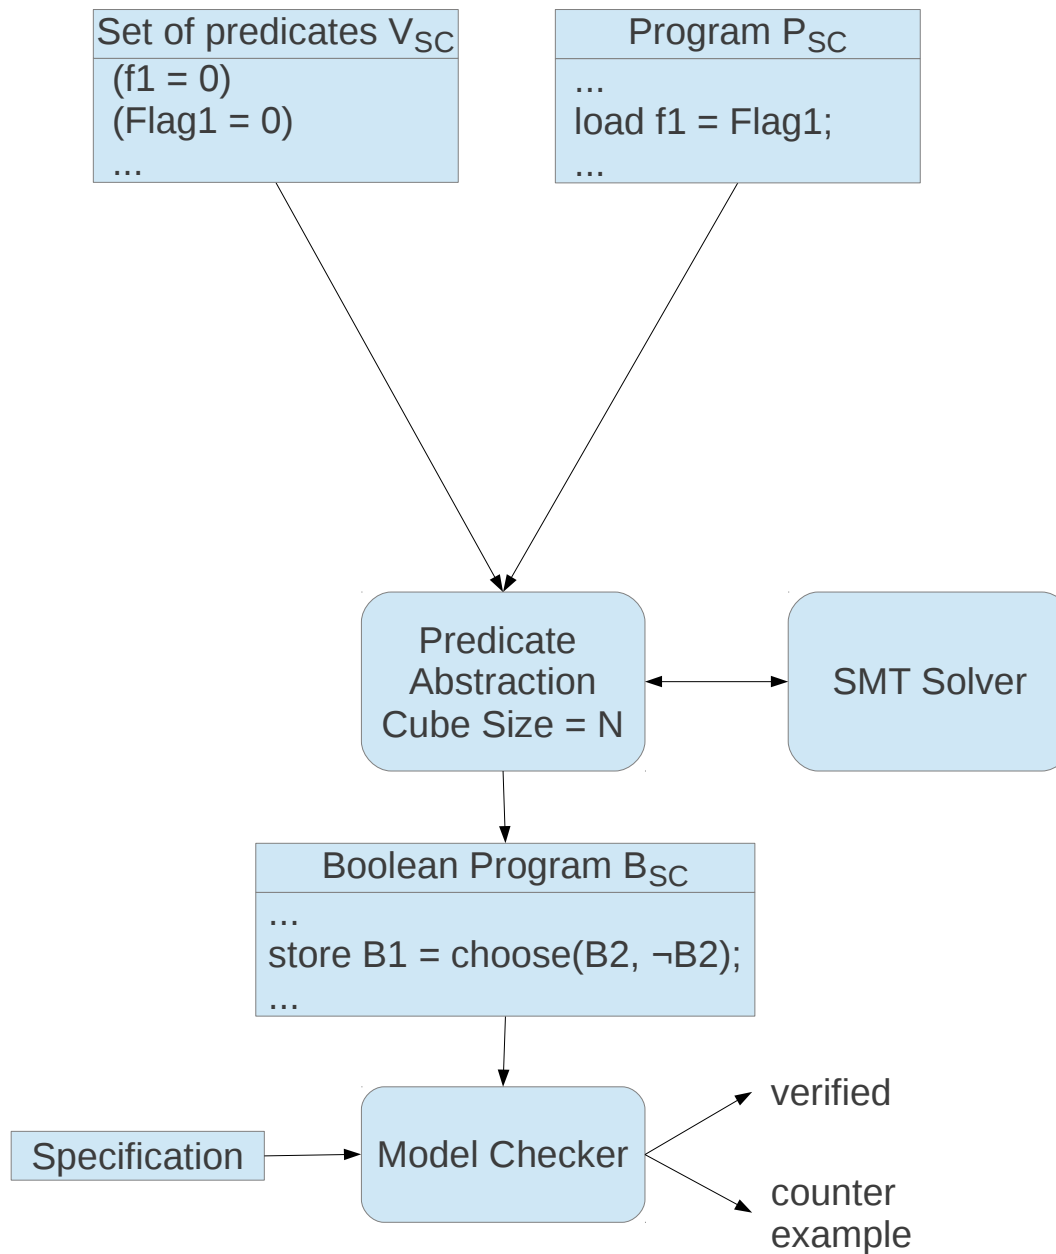 Set of predicates V_SC
(f1 = 0)
(Flag1 = 0)
...
Program P_SC
...
load f1 = Flag1;
...
Predicate
Abstraction
Cube Size = N
SMT Solver
Boolean Program B_SC
...
store B1 = choose(B2, ¬B2);
...
Specification
Model Checker
verified
counter
example